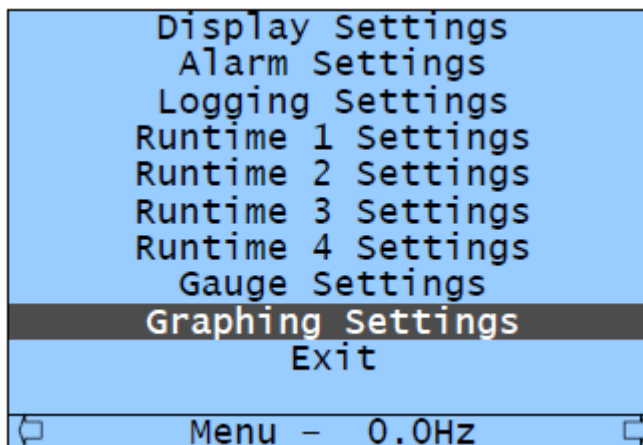 Display Settings
Alarm Settings
Logging Settings
Runtime 1 Settings
Runtime 2 Settings
Runtime 3 Settings
Runtime 4 Settings
Gauge Settings
Graphing Settings
Exit
Menu – 0.0Hz